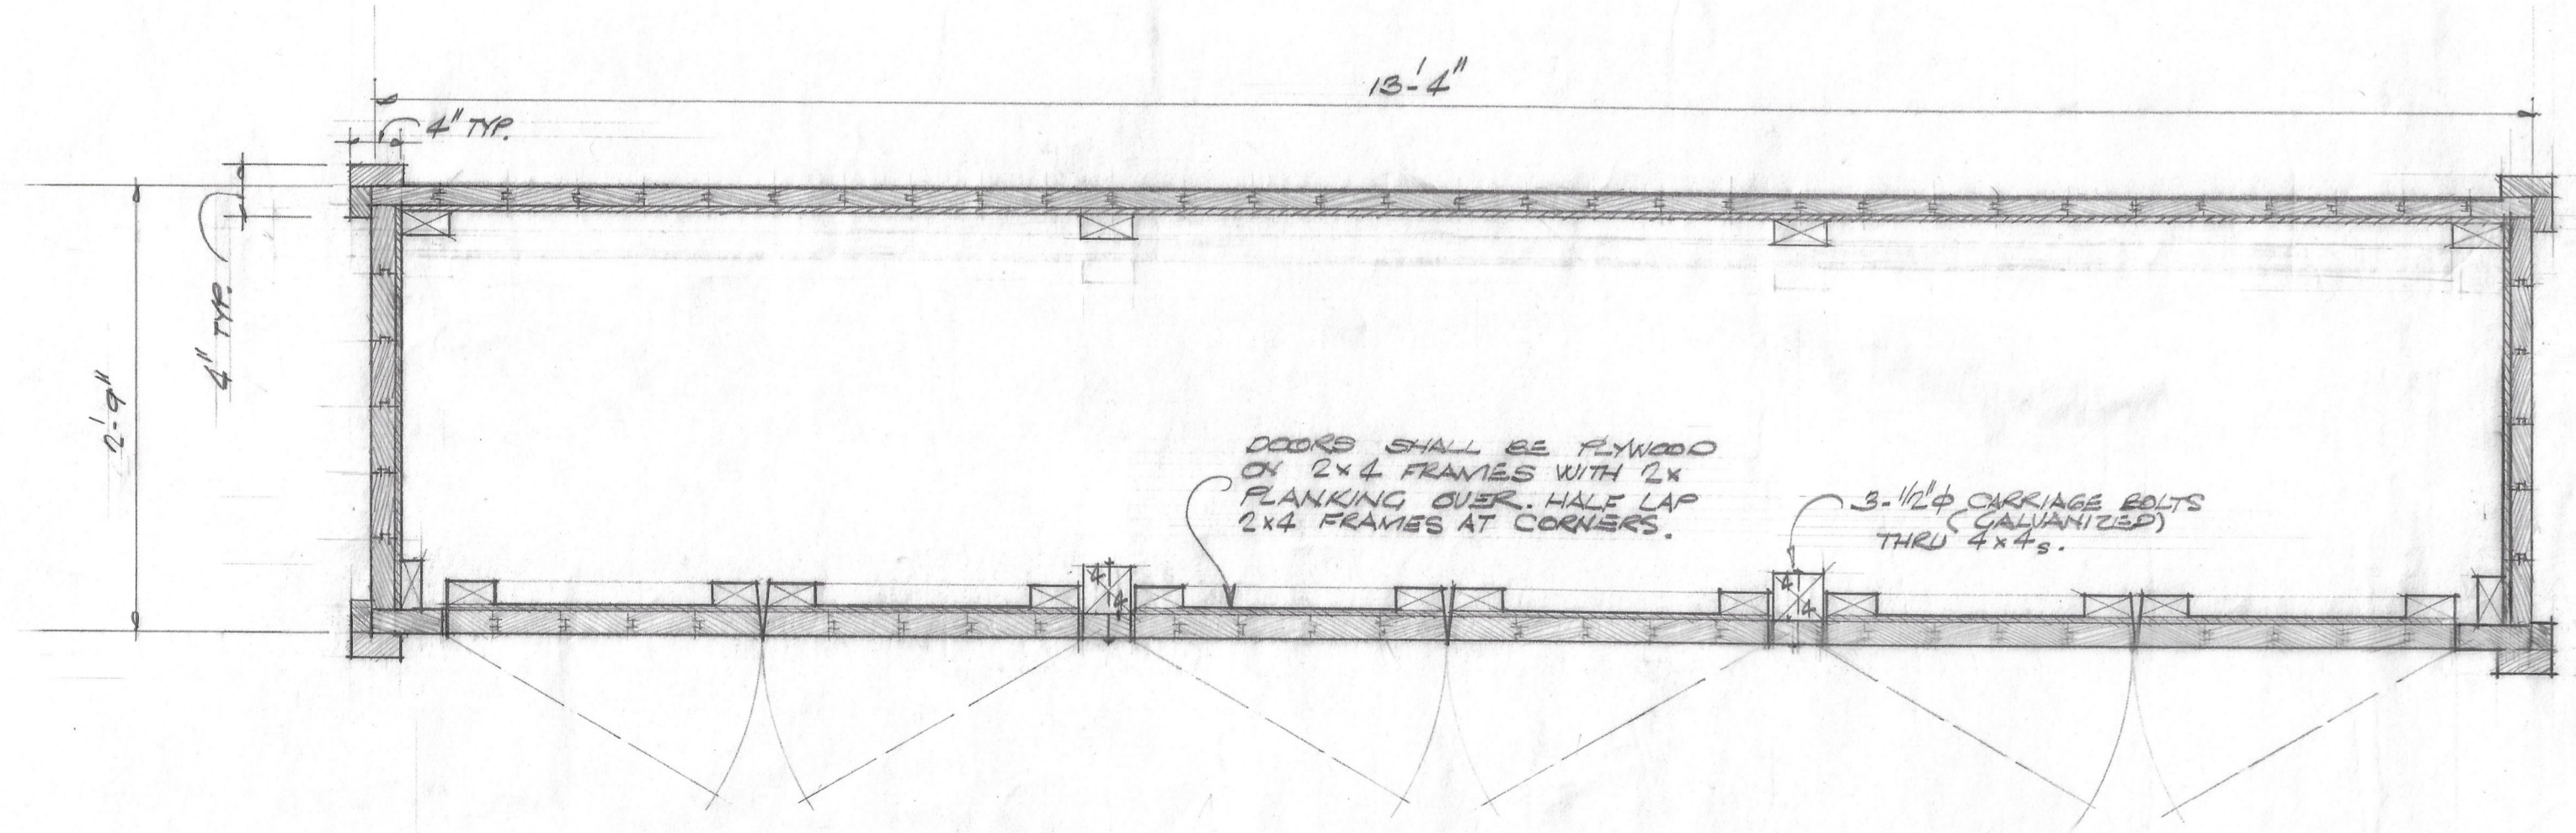 13'-4"
4" TYP.
4" TYP.
2'-9"
DOORS SHALL BE PLYWOOD
ON 2x4 FRAMES WITH 2x
PLANKING OVER. HALF LAP
2x4 FRAMES AT CORNERS.
3-1/2"φ CARRIAGE BOLTS
(GALVANIZED)
THRU 4x4s.
4
4
4
4